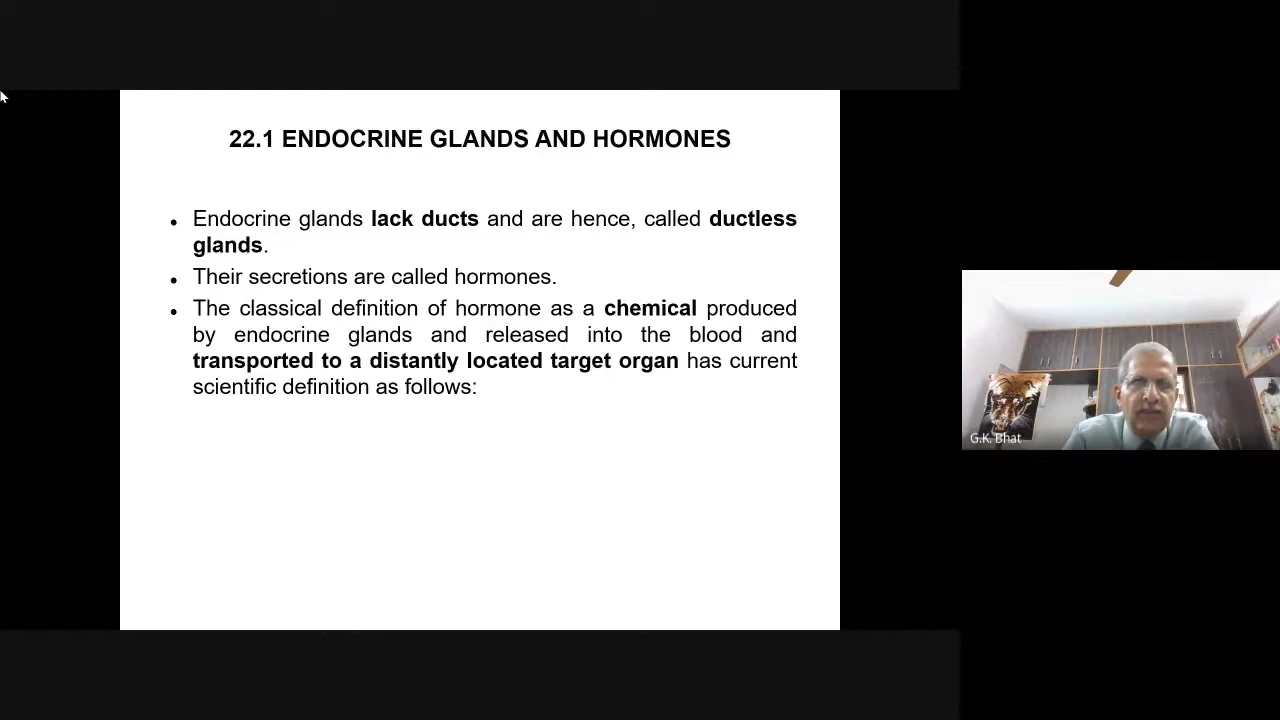 22.1 ENDOCRINE GLANDS AND HORMONES
• Endocrine glands lack ducts and are hence, called ductless
glands.
• Their secretions are called hormones.
• The classical definition of hormone as a chemical produced
by endocrine glands and released into the blood and
transported to a distantly located target organ has current
scientific definition as follows:
G.K. Bhat